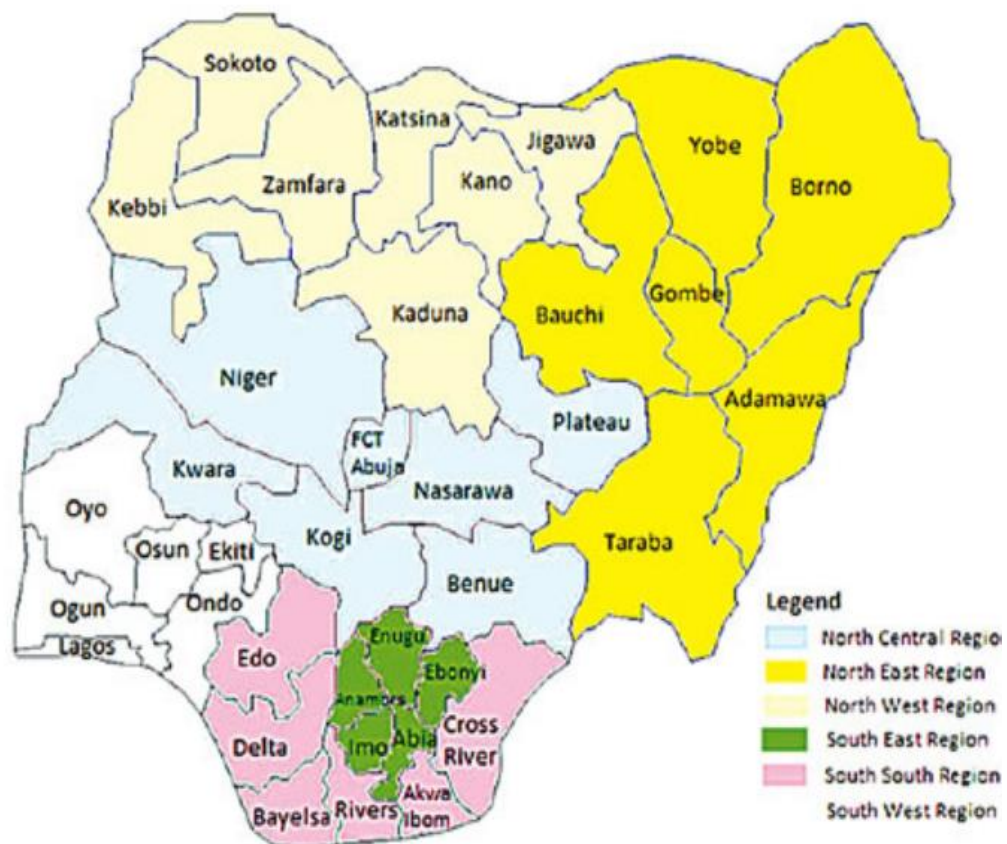 Sokoto
Katsina
Jigawa
Yobe
Borno
Kano
Zamfara
Kebbi
Kaduna
Bauchi
Gombe
Niger
Adamawa
Plateau
FCT
Abuja
Kwara
Nasarawa
Oyo
Kogi
Taraba
Osun
Ekiti
Benue
Ogun
Ondo
Lagos
Legend
North Central Regio
North East Region
North West Region
South East Region
South South Region
South West Region
Enugu
Edo
Ebonyi
Anambra
Cross
River
Delta
Imo
Abia
Akwa
Ibom
Bayelsa
Rivers